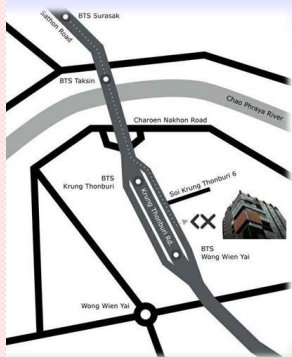 BTS Surasak
Sathon Road
BTS Taksin
Chao Phraya River
Charoen Nakhon Road
BTS
Krung Thonburi
Krung Thonburi Rd.
Soi Krung Thonburi 6
BTS
Wong Wien Yai
Wong Wien Yai